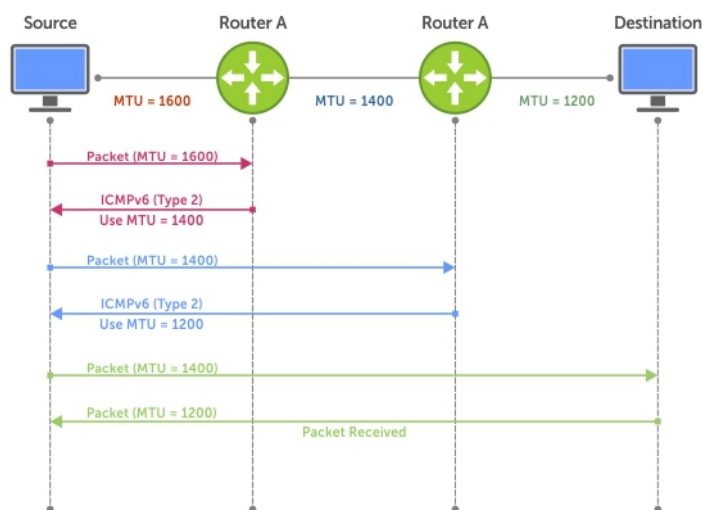 Source
Router A
Router A
Destination
MTU = 1600
MTU = 1400
MTU = 1200
Packet (MTU = 1600)
ICMPv6 (Type 2)
Use MTU = 1400
Packet (MTU = 1400)
ICMPv6 (Type 2)
Use MTU = 1200
Packet (MTU = 1400)
Packet (MTU = 1200)
Packet Received